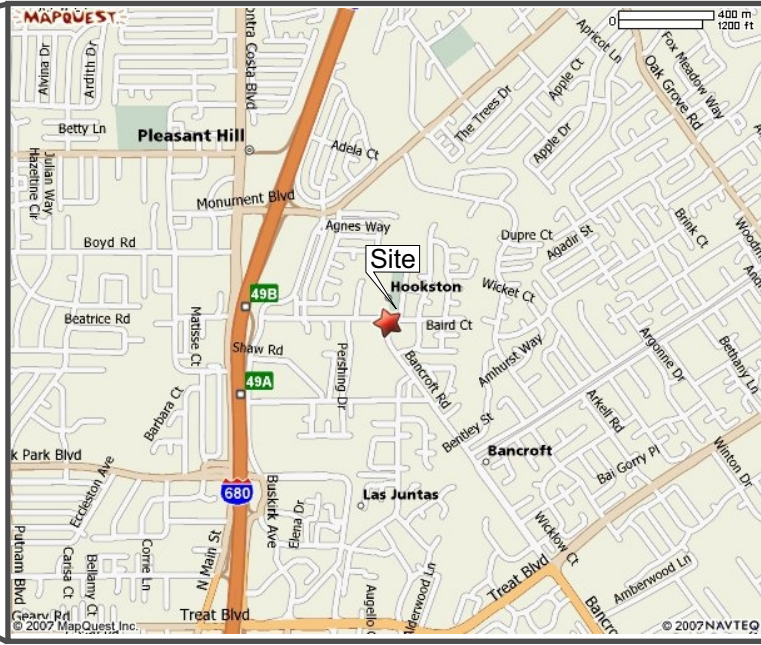 MAPQUEST
0
400 m
1200 ft
Alvina Dr
Ardith Dr
Contra Costa Blvd
Apricot Ln
Fox Meadow Way
Oak Grove Rd
Apple Ct
The Trees Dr
Apple Dr
Betty Ln
Pleasant Hill
Adela Ct
Julian Way
Hazeltine Cir
Monument Blvd
Agnes Way
Dupre Ct
Agadir St
Brink Ct
Boyd Rd
Site
Hookston
Wicket Ct
49B
Beatrice Rd
Matisse Ct
Baird Ct
Shaw Rd
Pershing Dr
Bancroft Rd
Amhurst Way
Argonne Dr
Bethany Ln
49A
Barbara Ct
Arkell Rd
Bentley St
Bancroft
k Park Blvd
Bai Gorry Pl
Winton Dr
Eccleston Ave
680
Buskirk Ave
Elena Dr
Las Juntas
Wicklow Ct
Putnam Blvd
Carisa Ct
Bellamy Ct
Corrie Ln
N Main St
Treat Blvd
Amberwood Ln
Geary Rd
Treat Blvd
Augello C
Alderwood Ln
Bancro
© 2007 MapQuest Inc.
© 2007 NAVTEQ